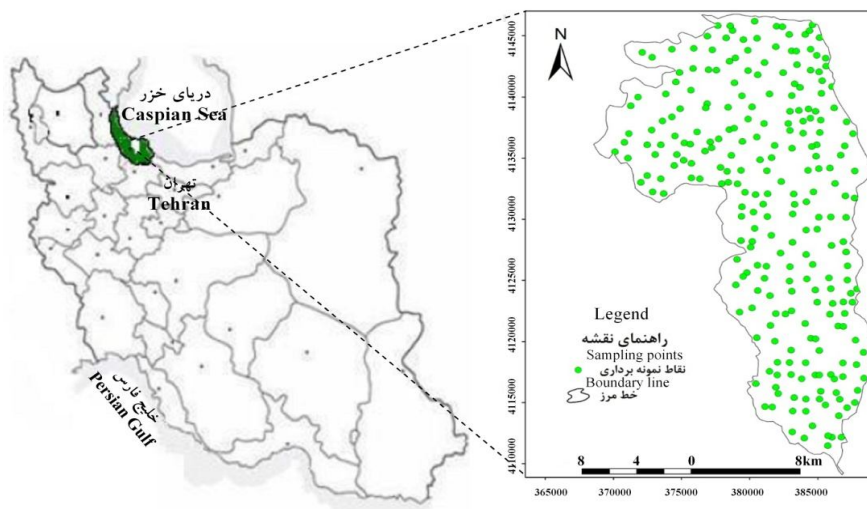 دریای خزر
Caspian Sea
تهران
Tehran
خلیج فارس
Persian Gulf
N
4145000
4140000
4135000
4130000
4125000
4120000
4115000
4110000
Legend
راهنمای نقشه
Sampling points
نقاط نمونه برداری
Boundary line
خط مرز
8 4 0 8km
365000 370000 375000 380000 385000